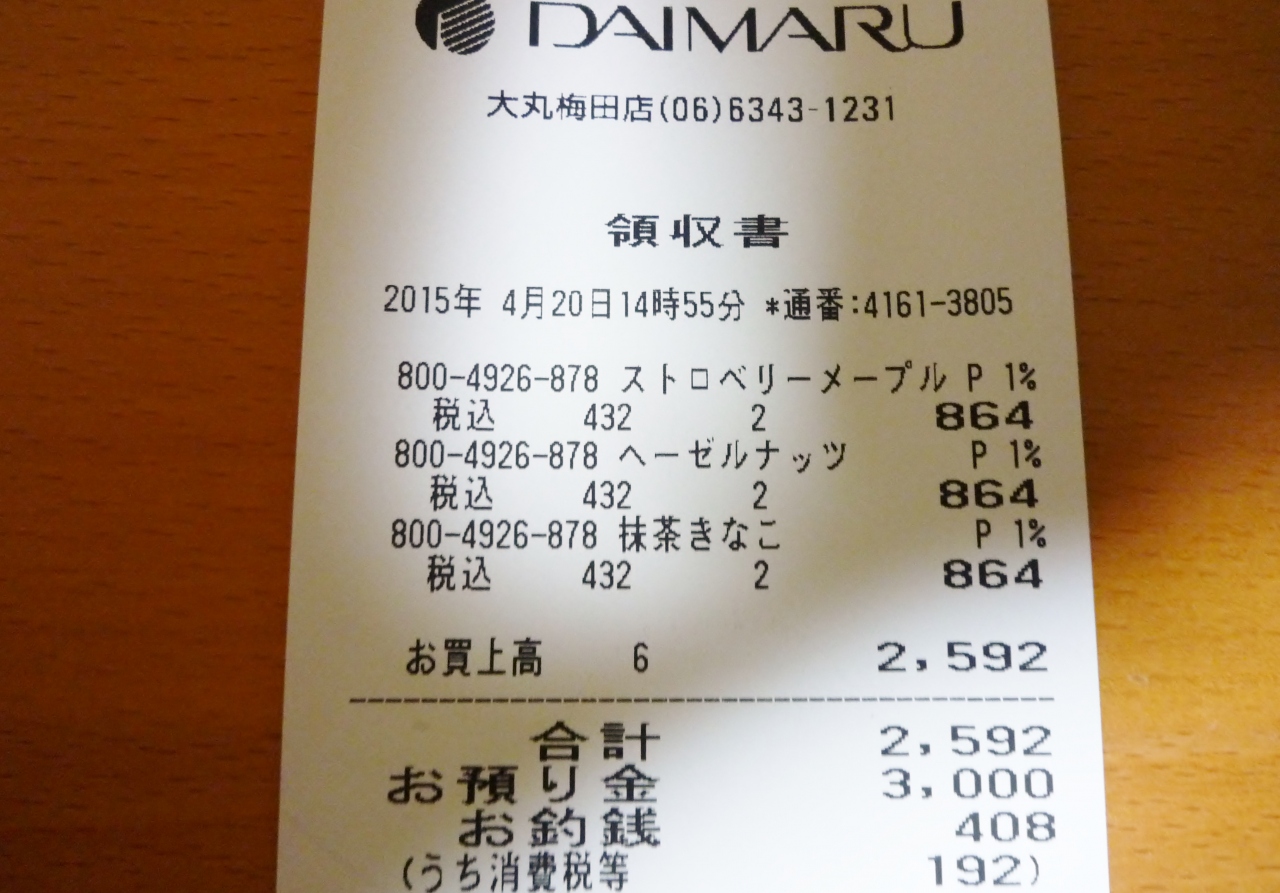 DAIMARU
大丸梅田店(06)6343-1231
領収書
2015年 4月20日14時55分 *通番:4161-3805
800-4926-878 ストロベリーメープル P 1%
税込 432 2 864
800-4926-878 ヘーゼルナッツ P 1%
税込 432 2 864
800-4926-878 抹茶きなこ P 1%
税込 432 2 864
お買上高 6 2,592
合計 2,592
お預り金 3,000
お釣銭 408
(うち消費税等 192)